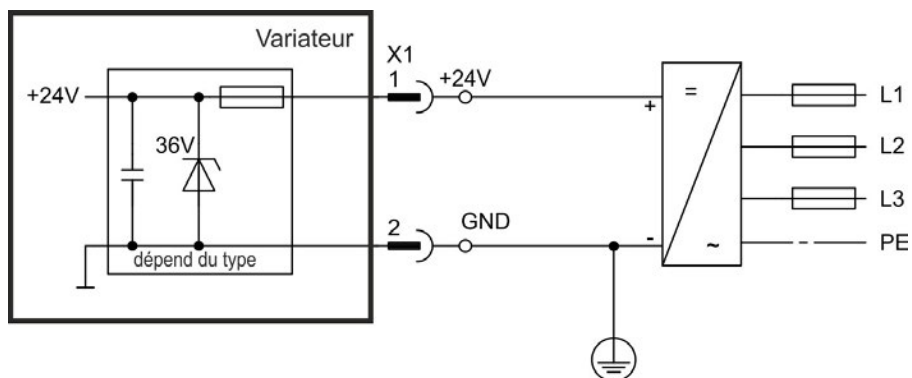 Variateur
X1
1
+24V
+24V
36V
2
GND
dépend du type
+
=
-
~
L1
L2
L3
PE